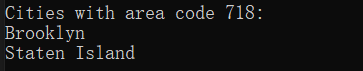 Cities with area code 718:
Brooklyn
Staten Island